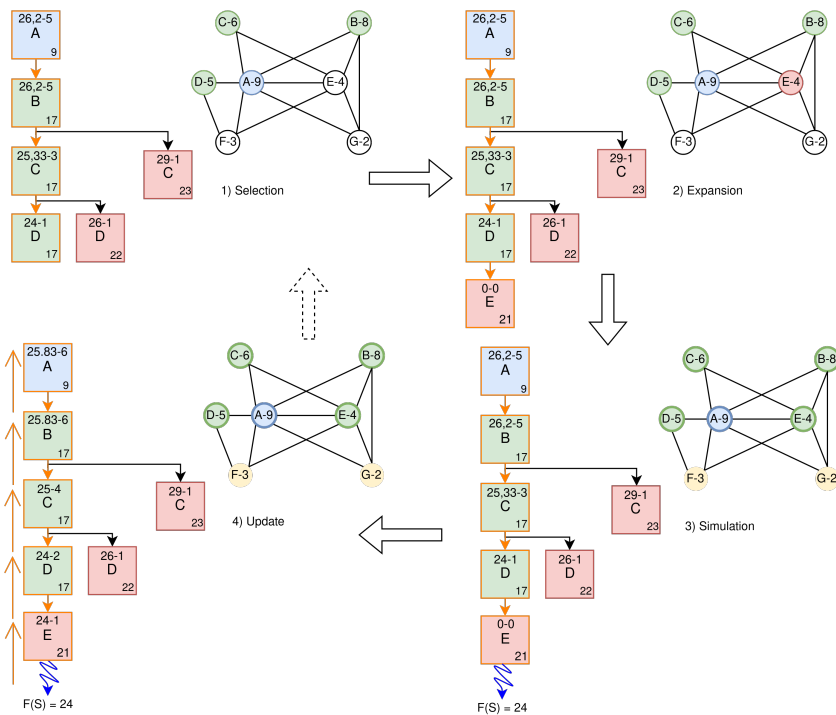 26,2-5
A
9
26,2-5
B
17
25,33-3
C
17
29-1
C
23
24-1
D
17
26-1
D
22
C-6
B-8
D-5
A-9
E-4
F-3
G-2
1) Selection
26,2-5
A
9
26,2-5
B
17
25,33-3
C
17
29-1
C
23
24-1
D
17
26-1
D
22
0-0
E
21
C-6
B-8
D-5
A-9
E-4
F-3
G-2
2) Expansion
25.83-6
A
9
25.83-6
B
17
25-4
C
17
29-1
C
23
24-2
D
17
26-1
D
22
24-1
E
21
F(S) = 24
C-6
B-8
D-5
A-9
E-4
F-3
G-2
4) Update
26,2-5
A
9
26,2-5
B
17
25,33-3
C
17
29-1
C
23
24-1
D
17
26-1
D
22
0-0
E
21
F(S) = 24
C-6
B-8
D-5
A-9
E-4
F-3
G-2
3) Simulation